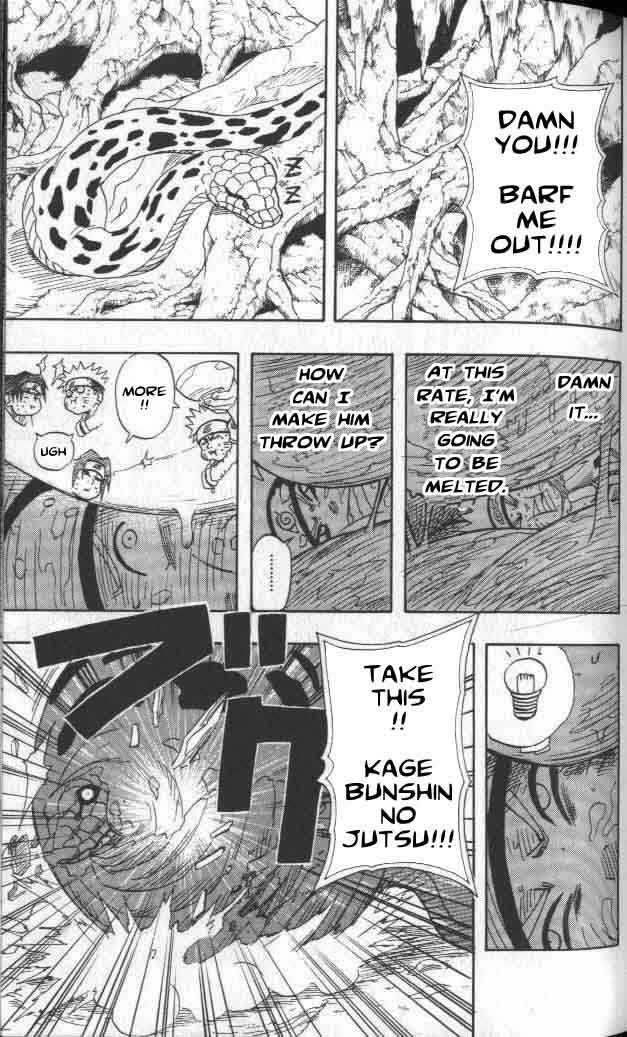 DAMN
YOU!!!
BARF
ME
OUT!!!!
Z
Z
DAMN
IT...
AT THIS
RATE, I'M
REALLY
GOING
TO BE
MELTED.
HOW
CAN I
MAKE HIM
THROW UP?
.........
MORE
!!
UGH
TAKE
THIS
!!
KAGE
BUNSHIN
NO
JUTSU!!!
ブク